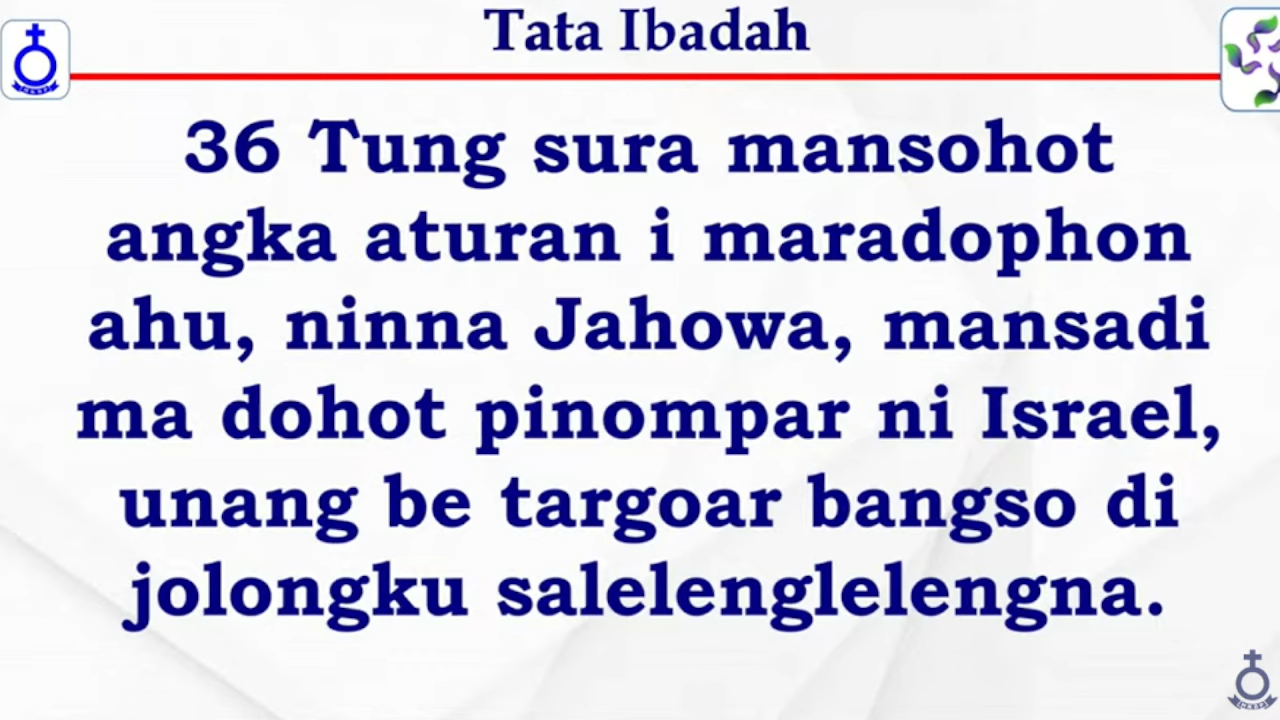 Tata Ibadah
36 Tung sura mansohot
angka aturan i maradophon
ahu, ninna Jahowa, mansadi
ma dohot pinompar ni Israel,
unang be targoar bangso di
jolongku salelenglelengna.